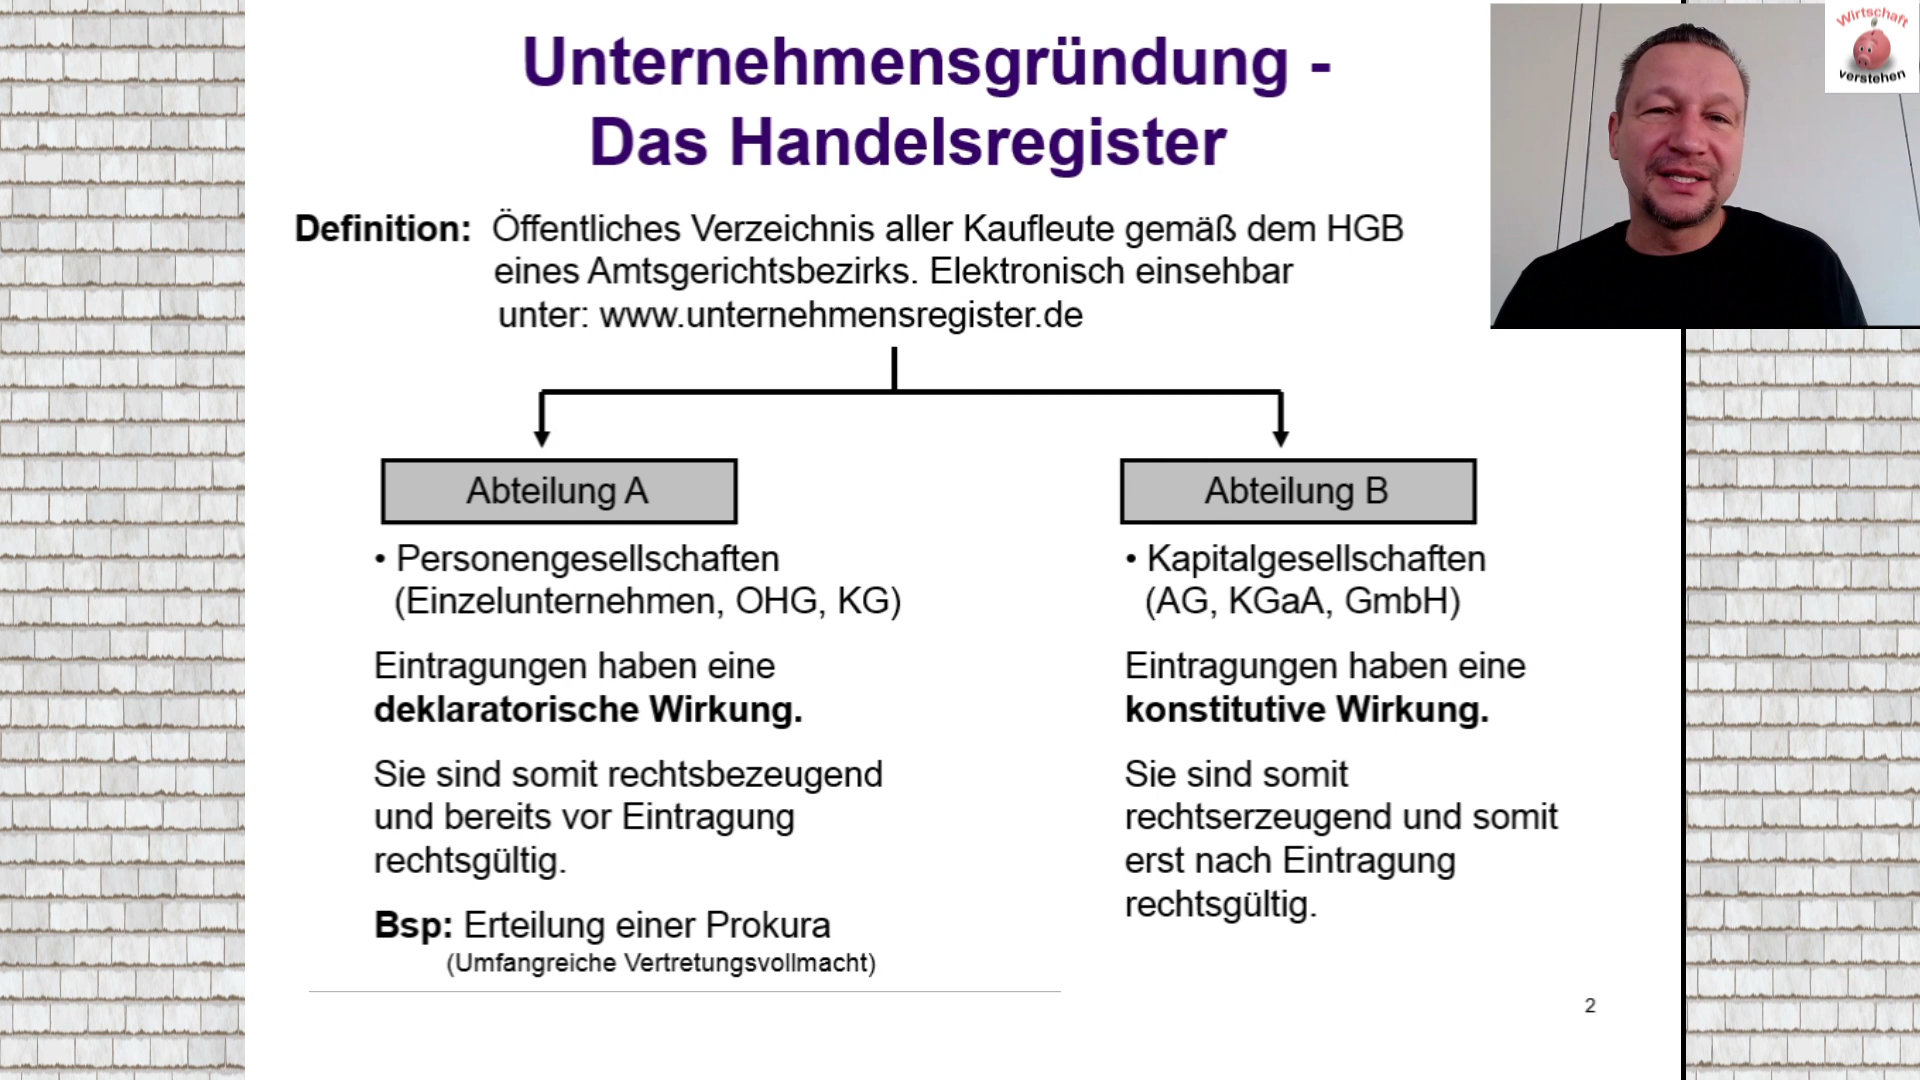 Unternehmensgründung -
Das Handelsregister
Wirtschaft
verstehen
Definition: Öffentliches Verzeichnis aller Kaufleute gemäß dem HGB
eines Amtsgerichtsbezirks. Elektronisch einsehbar
unter: www.unternehmensregister.de
Abteilung A
• Personengesellschaften
(Einzelunternehmen, OHG, KG)
Eintragungen haben eine
deklaratorische Wirkung.
Sie sind somit rechtsbezeugend
und bereits vor Eintragung
rechtsgültig.
Bsp: Erteilung einer Prokura
(Umfangreiche Vertretungsvollmacht)
Abteilung B
• Kapitalgesellschaften
(AG, KGaA, GmbH)
Eintragungen haben eine
konstitutive Wirkung.
Sie sind somit
rechtserzeugend und somit
erst nach Eintragung
rechtsgültig.
2